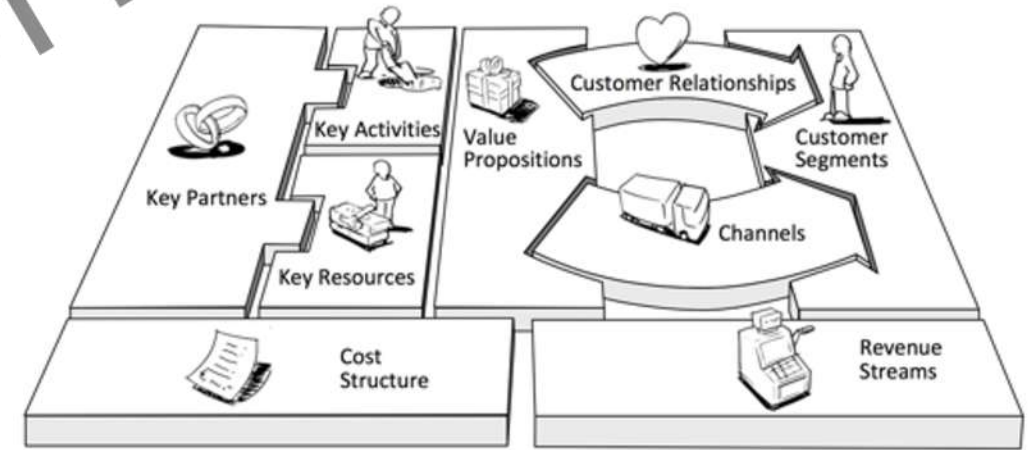 Key Partners
Key Activities
Key Resources
Value
Propositions
Customer Relationships
Channels
Customer
Segments
Cost
Structure
Revenue
Streams